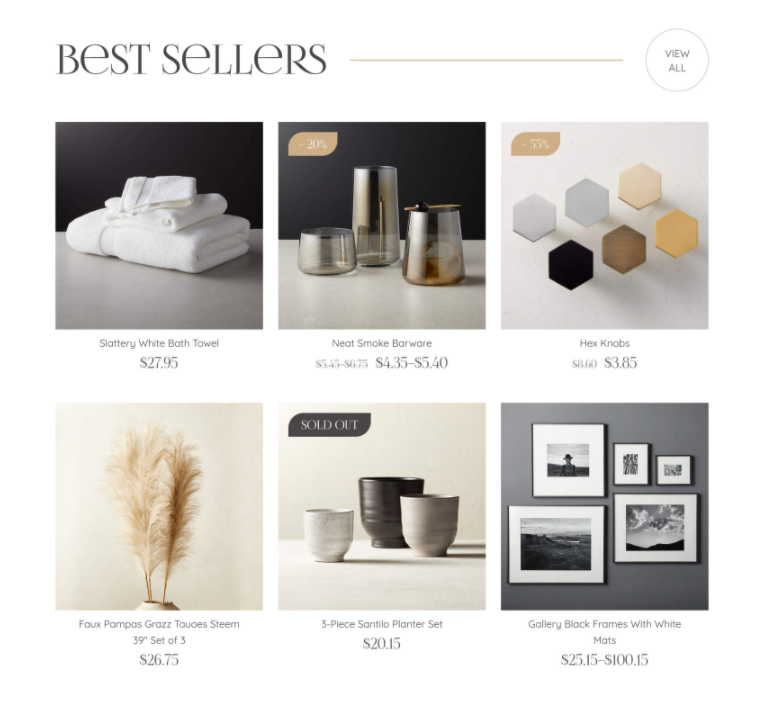 BEST SELLERS
VIEW
ALL
- 20%
- 55%
Slattery White Bath Towel
$27.95
Neat Smoke Barware
$5.45–$6.75 $4.35–$5.40
Hex Knobs
$8.60 $3.85
SOLD OUT
Faux Pampas Grazz Tauoes Steem
39" Set of 3
$26.75
3-Piece Santilo Planter Set
$20.15
Gallery Black Frames With White
Mats
$25.15–$100.15